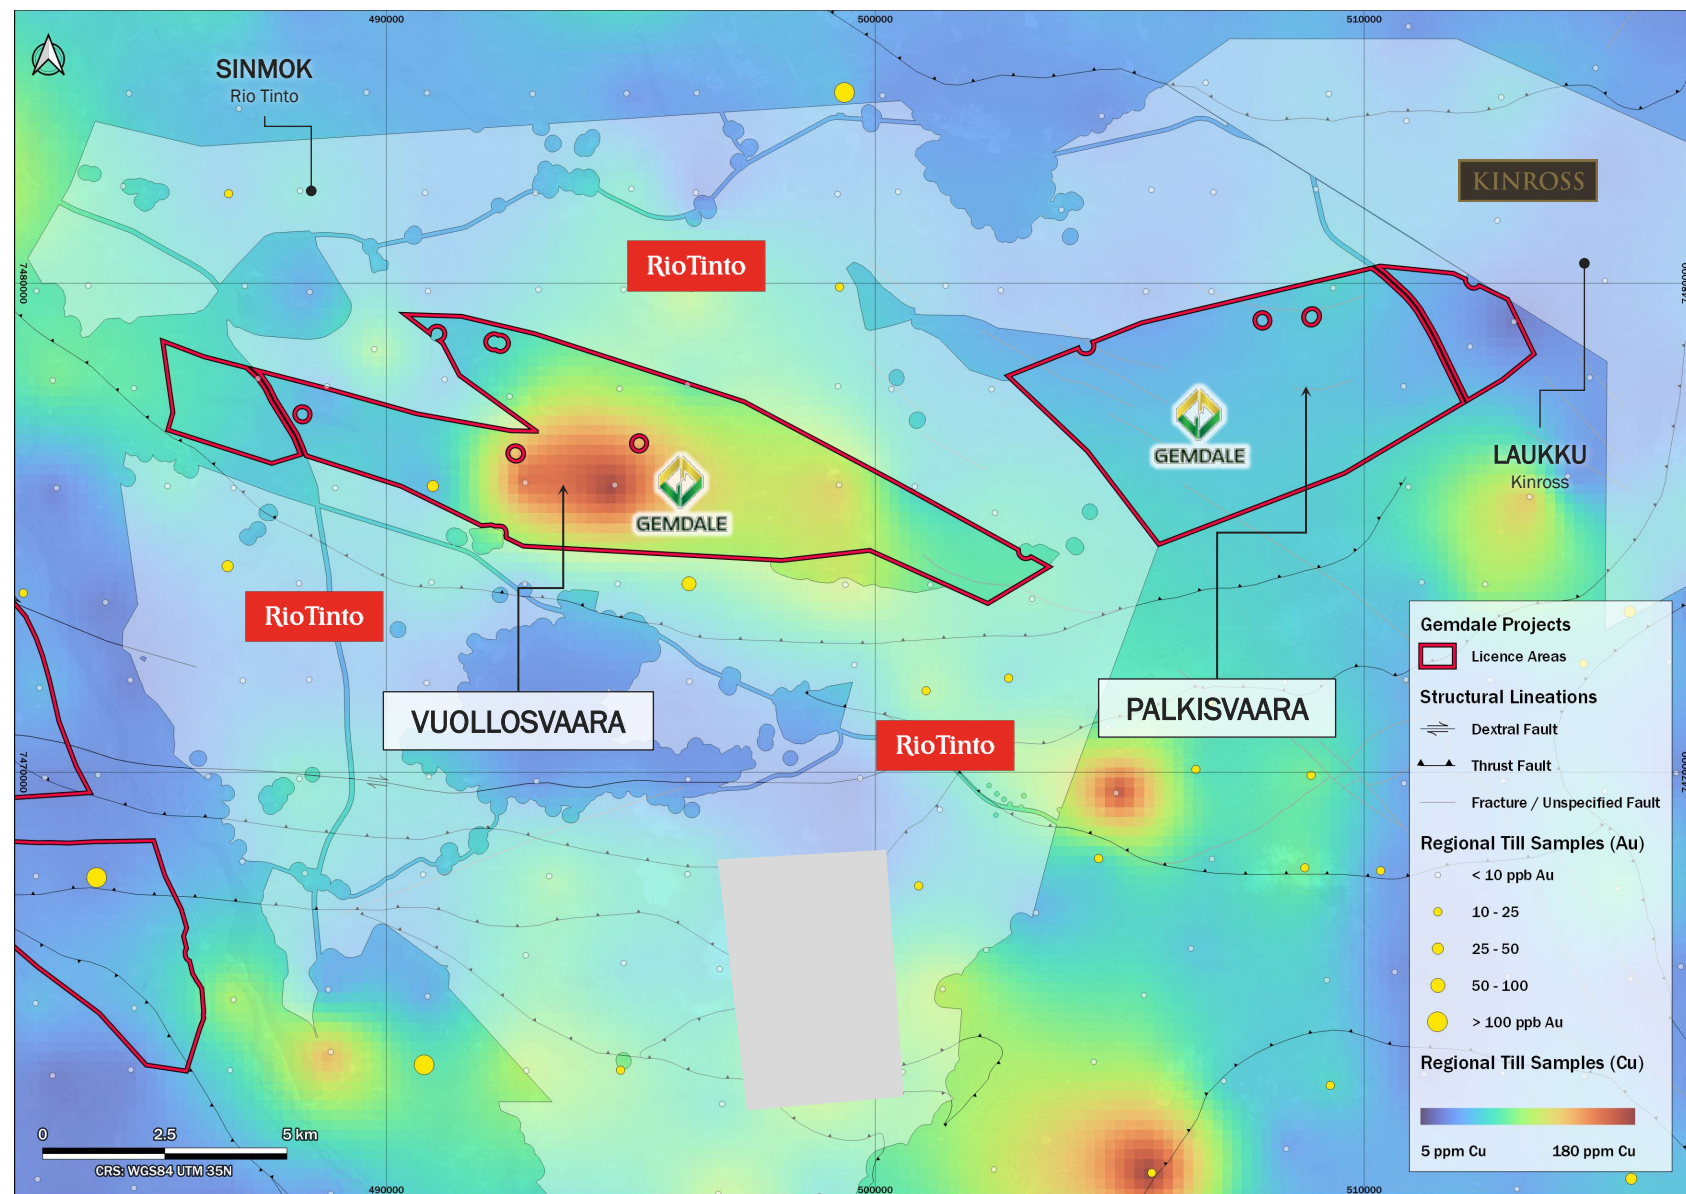 490000
500000
510000
SINMOK
Rio Tinto
KINROSS
RioTinto
7480000
7480000
GEMDALE
LAUKKU
Kinross
GEMDALE
RioTinto
VUOLLOSVAARA
PALKISVAARA
RioTinto
7470000
7470000
Gemdale Projects
Licence Areas
Structural Lineations
Dextral Fault
Thrust Fault
Fracture / Unspecified Fault
Regional Till Samples (Au)
< 10 ppb Au
10 - 25
25 - 50
50 - 100
> 100 ppb Au
Regional Till Samples (Cu)
5 ppm Cu 180 ppm Cu
0 2.5 5 km
CRS: WGS84 UTM 35N
490000
500000
510000